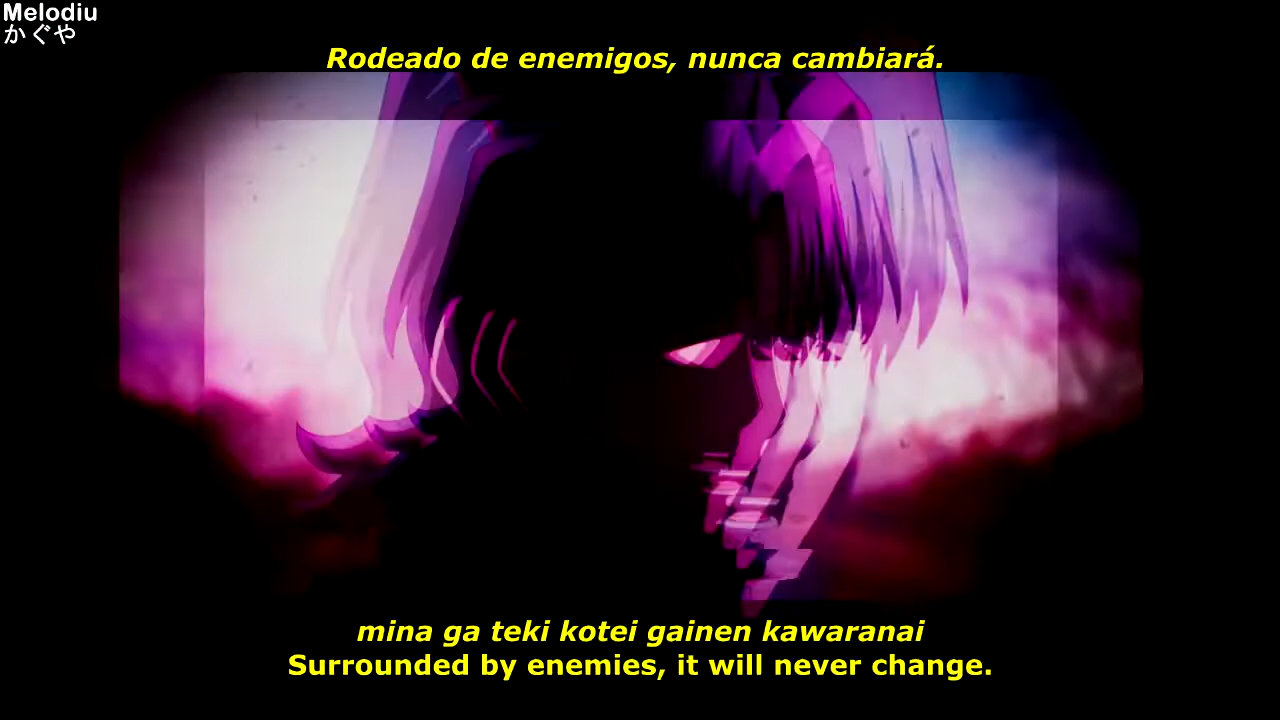 Melodiu
かぐや
Rodeado de enemigos, nunca cambiará.
mina ga teki kotei gainen kawaranai
Surrounded by enemies, it will never change.